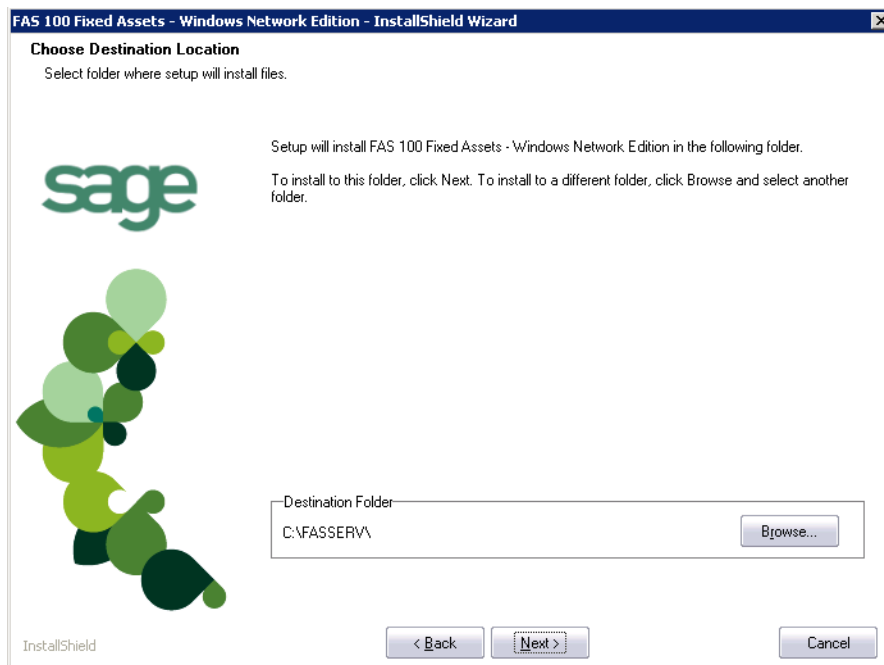 FAS 100 Fixed Assets - Windows Network Edition - InstallShield Wizard
Choose Destination Location
Select folder where setup will install files.
sage
Setup will install FAS 100 Fixed Assets - Windows Network Edition in the following folder.
To install to this folder, click Next. To install to a different folder, click Browse and select another
folder.
Destination Folder
C:\FASSERV\
Browse...
InstallShield
< Back
Next >
Cancel